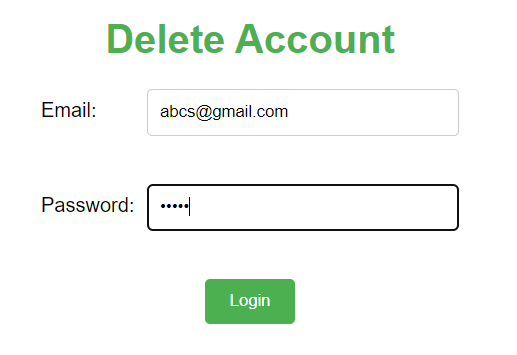 Delete Account
Email: abcs@gmail.com
Password: •••••
Login